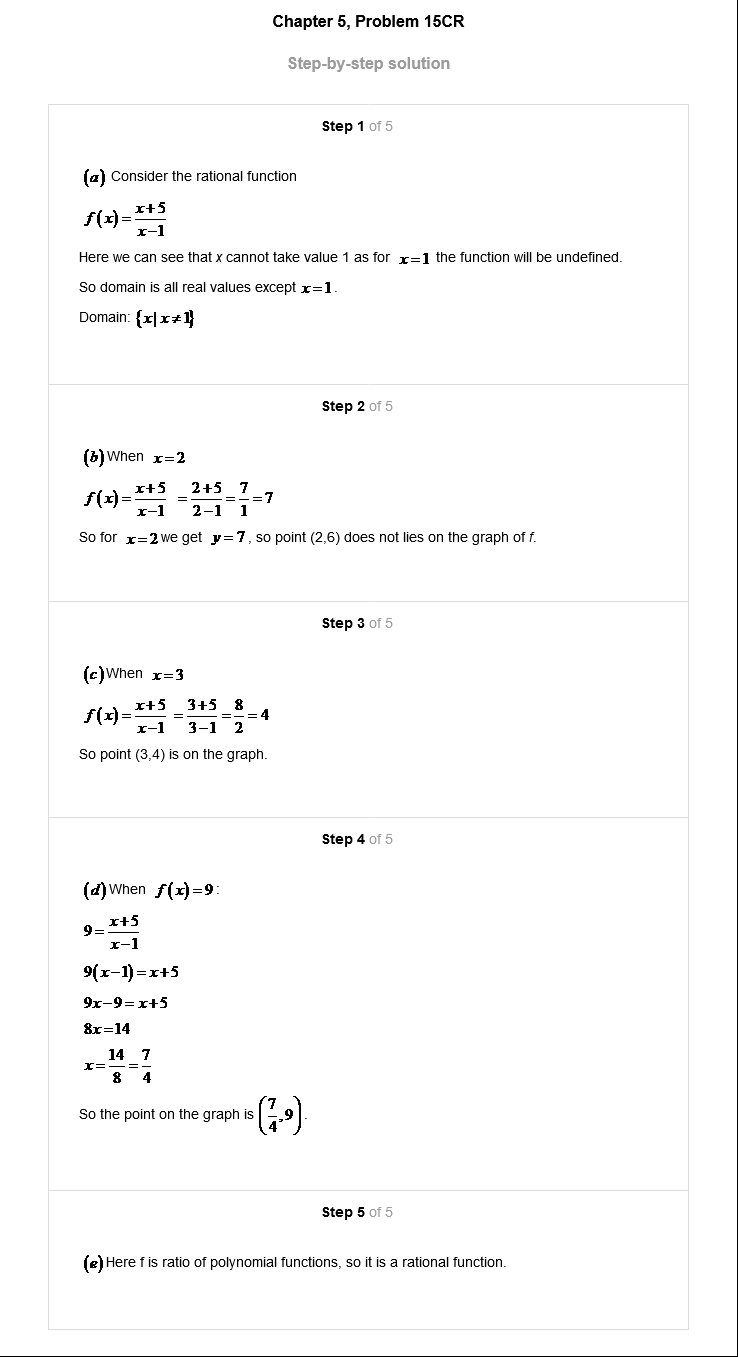 Chapter 5, Problem 15CR
Step-by-step solution
Step 1 of 5
(a) Consider the rational function
f(x)=\frac{x+5}{x-1}
Here we can see that x cannot take value 1 as for x=1 the function will be undefined.
So domain is all real values except x=1.
Domain: {x|x≠1}
Step 2 of 5
(b) When x=2
f(x)=\frac{x+5}{x-1}=\frac{2+5}{2-1}=\frac{7}{1}=7
So for x=2 we get y=7, so point (2,6) does not lies on the graph of f.
Step 3 of 5
(c) When x=3
f(x)=\frac{x+5}{x-1}=\frac{3+5}{3-1}=\frac{8}{2}=4
So point (3,4) is on the graph.
Step 4 of 5
(d) When f(x)=9:
9=\frac{x+5}{x-1}
9(x-1)=x+5
9x-9=x+5
8x=14
x=\frac{14}{8}=\frac{7}{4}
So the point on the graph is (\frac{7}{4},9).
Step 5 of 5
(e) Here f is ratio of polynomial functions, so it is a rational function.